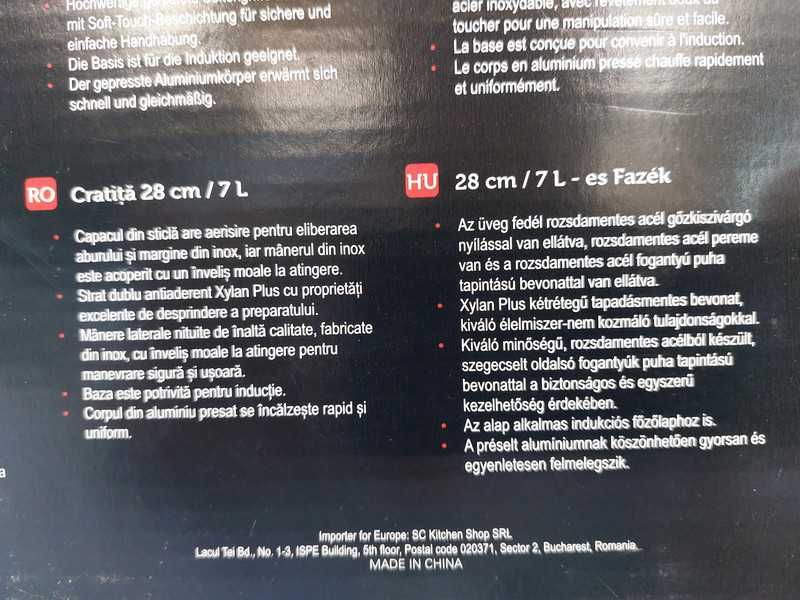 mit Soft-Touch-Beschichtung für sichere und
einfache Handhabung.
Die Basis ist für die Induktion geeignet.
Der gepresste Aluminiumkörper erwärmt sich
schnell und gleichmäßig.
acier inoxydable, avec revêtement doux au
toucher pour une manipulation sûre et facile.
La base est conçue pour convenir à l'induction.
Le corps en aluminium pressé chauffe rapidement
et uniformément.
RO Cratiță 28 cm / 7 L
Capacul din sticlă are aerisire pentru eliberarea
aburului și margine din inox, iar mânerul din inox
este acoperit cu un înveliș moale la atingere.
Strat dublu antiaderent Xylan Plus cu proprietăți
excelente de desprindere a preparatului.
Mânere laterale nituite de înaltă calitate, fabricate
din inox, cu înveliș moale la atingere pentru
manevrare sigură și ușoară.
Baza este potrivită pentru inducție.
Corpul din aluminiu presat se încălzește rapid și
uniform.
HU 28 cm / 7 L - es Fazék
Az üveg fedél rozsdamentes acél gőzkiszívárgó
nyílással van ellátva, rozsdamentes acél pereme
van és a rozsdamentes acél fogantyú puha
tapintású bevonattal van ellátva.
Xylan Plus kétrétegű tapadásmentes bevonat,
kiváló élelmiszer-nem kozmáló tulajdonságokkal.
Kiváló minőségű, rozsdamentes acélból készült,
szegecselt oldalsó fogantyúk puha tapintású
bevonattal a biztonságos és egyszerű
kezelhetőség érdekében.
Az alap alkalmas indukciós főzőlaphoz is.
A préselt alumíniumnak köszönhetően gyorsan és
egyenletesen felmelegszik.
Importer for Europe: SC Kitchen Shop SRL
Lacul Tei Bd., No. 1-3, ISPE Building, 5th floor, Postal code 020371, Sector 2, Bucharest, Romania
MADE IN CHINA